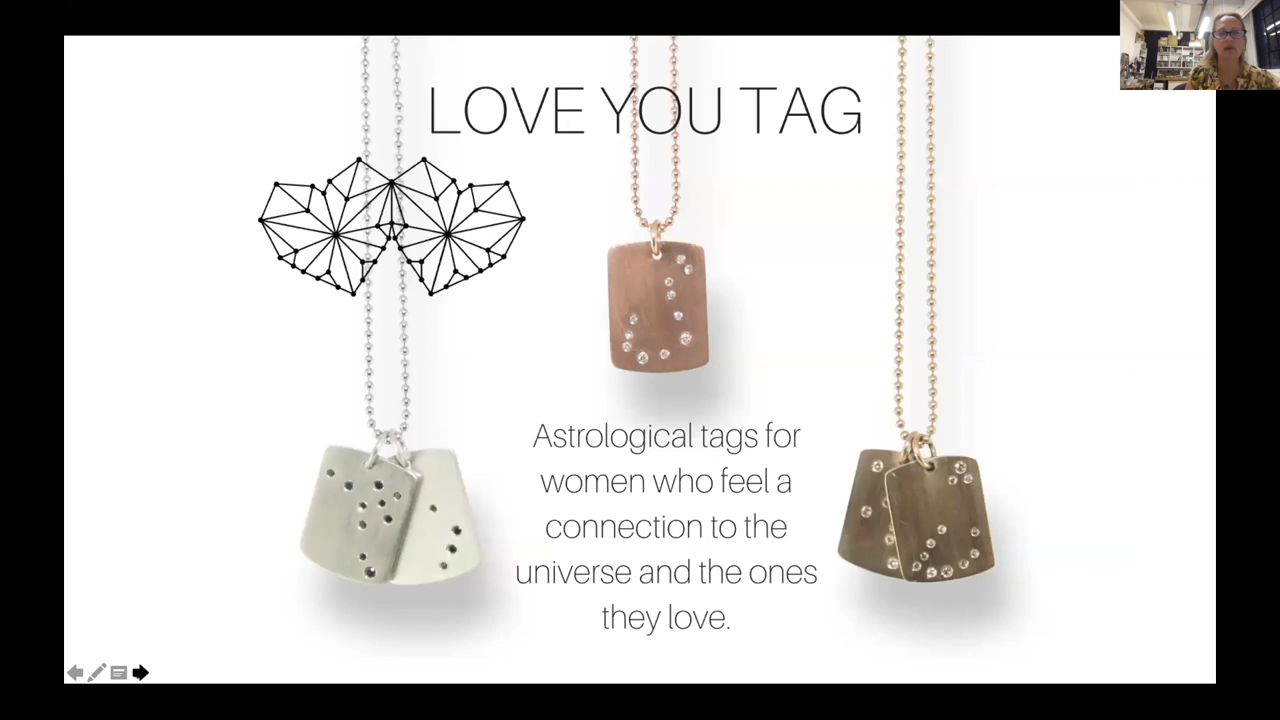 LOVE YOU TAG
Astrological tags for
women who feel a
connection to the
universe and the ones
they love.